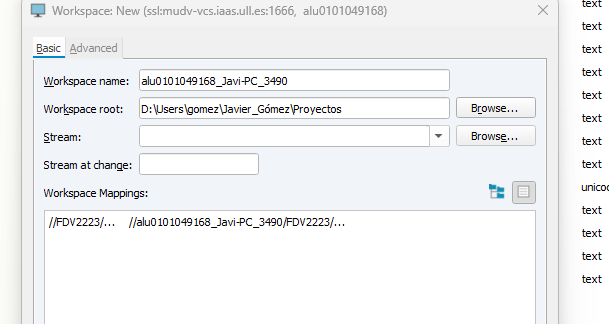 Workspace: New (ssl:mudv-vcs.iaas.ull.es:1666, alu0101049168)
Basic Advanced
Workspace name: alu0101049168_Javi-PC_3490
Workspace root: D:\Users\gomez\Javier_Gómez\Proyectos Browse...
Stream: Browse...
Stream at change:
Workspace Mappings:
//FDV2223/... //alu0101049168_Javi-PC_3490/FDV2223/...
text
text
text
text
text
text
text
text
unico
text
text
text
text